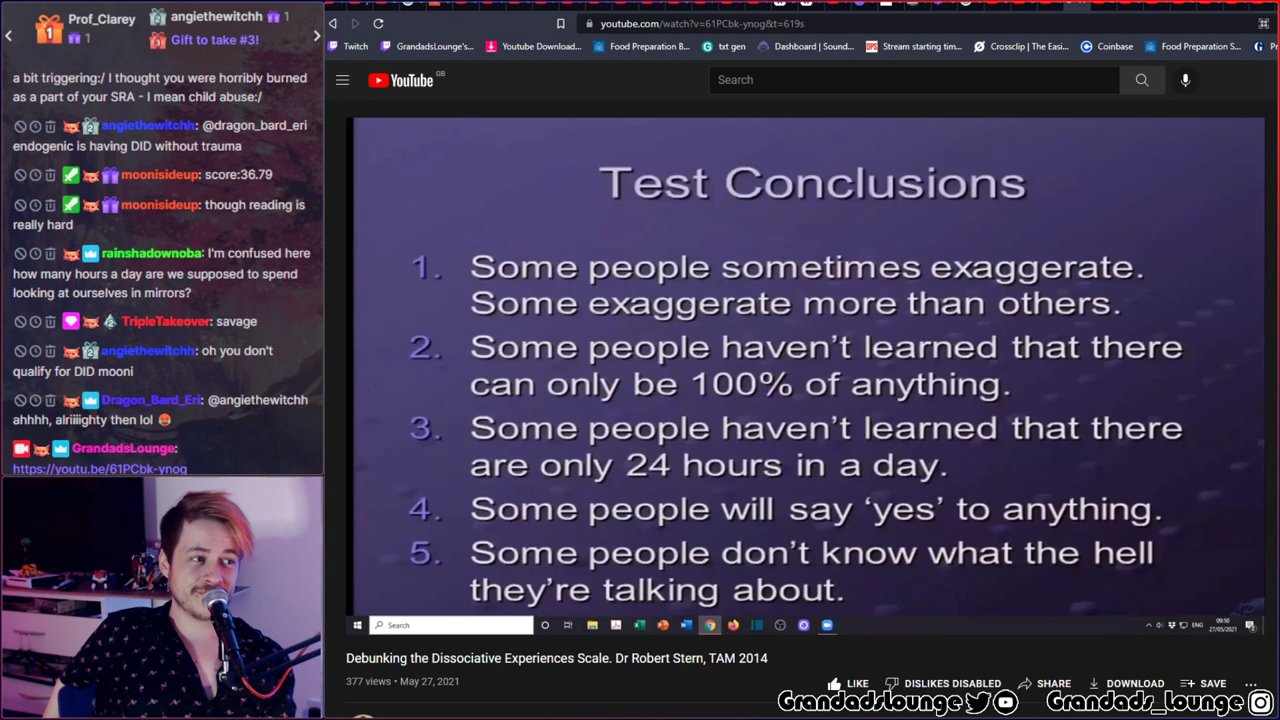 Prof_Clarey
1
1
angiethewitchh 1
Gift to take #3!
a bit triggering:/ I thought you were horribly burned
as a part of your SRA - I mean child abuse:/
angiethewitchh: @dragon_bard_eri
endogenic is having DID without trauma
moonisideup: score:36.79
moonisideup: though reading is
really hard
rainshadownoba: I'm confused here
how many hours a day are we supposed to spend
looking at ourselves in mirrors?
TripleTakeover: savage
angiethewitchh: oh you don't
qualify for DID mooni
Dragon_Bard_Eri: @angiethewitchh
ahhhh, alriiiighty then lol
GrandadsLounge:
https://youtu.be/61PCbk-ynog
youtube.com/watch?v=61PCbk-ynog&t=619s
Twitch
GrandadsLounge's...
Youtube Download...
Food Preparation B...
txt gen
Dashboard | Sound...
Stream starting tim...
Crossclip | The Easi...
Coinbase
Food Preparation S...
YouTube GB
Search
Test Conclusions
1. Some people sometimes exaggerate.
Some exaggerate more than others.
2. Some people haven't learned that there
can only be 100% of anything.
3. Some people haven't learned that there
are only 24 hours in a day.
4. Some people will say 'yes' to anything.
5. Some people don't know what the hell
they're talking about.
Search
ENG
09:50
27/05/2021
Debunking the Dissociative Experiences Scale. Dr Robert Stern, TAM 2014
377 views • May 27, 2021
LIKE
DISLIKES DISABLED
SHARE
DOWNLOAD
SAVE
...
Grandadslounge
Grandads_lounge